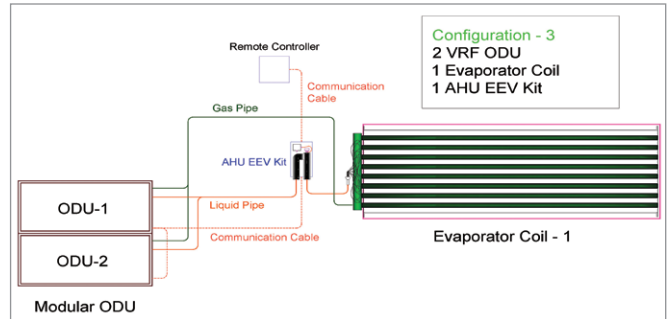 Configuration - 3
2 VRF ODU
1 Evaporator Coil
1 AHU EEV Kit
Remote Controller
Communication
Cable
Gas Pipe
AHU EEV Kit
ODU-1
Liquid Pipe
Communication Cable
Evaporator Coil - 1
ODU-2
Modular ODU